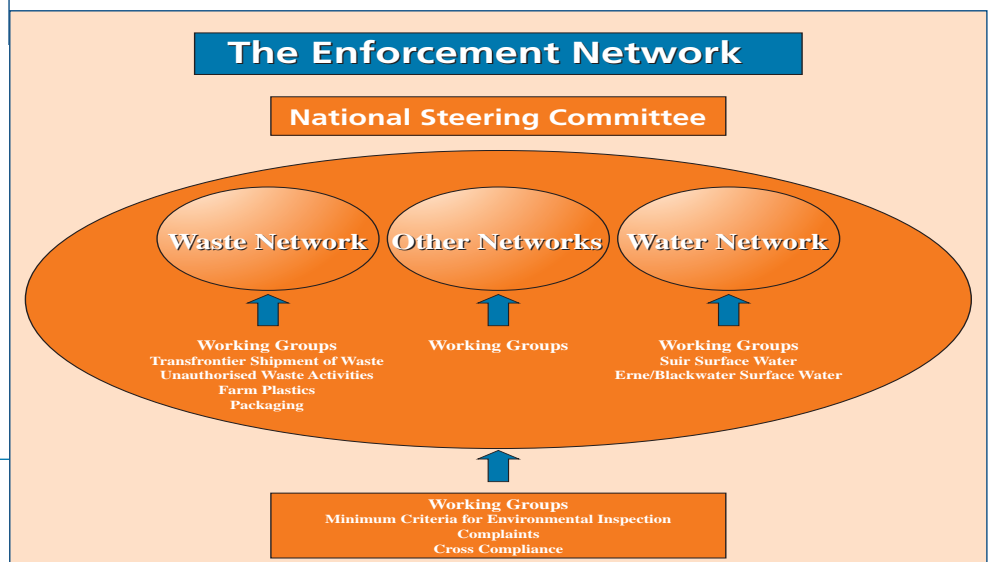 The Enforcement Network
National Steering Committee
Waste Network
Other Networks
Water Network
Working Groups
Transfrontier Shipment of Waste
Unauthorised Waste Activities
Farm Plastics
Packaging
Working Groups
Working Groups
Suir Surface Water
Erne/Blackwater Surface Water
Working Groups
Minimum Criteria for Environmental Inspection
Complaints
Cross Compliance